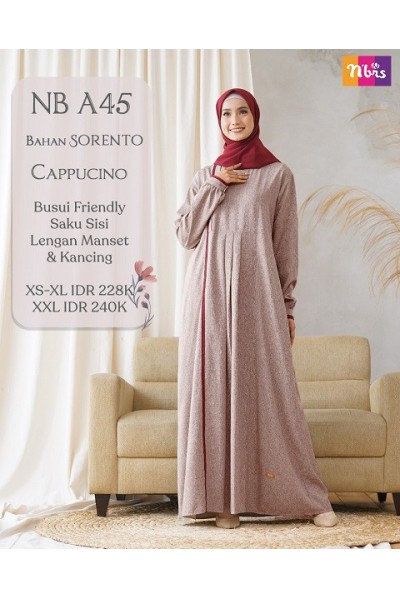 Nbrs
NB A45
BAHAN SORENTO
CAPPUCINO
Busui Friendly
Saku Sisi
Lengan Manset
& Kancing
XS-XL IDR 228K
XXL IDR 240K